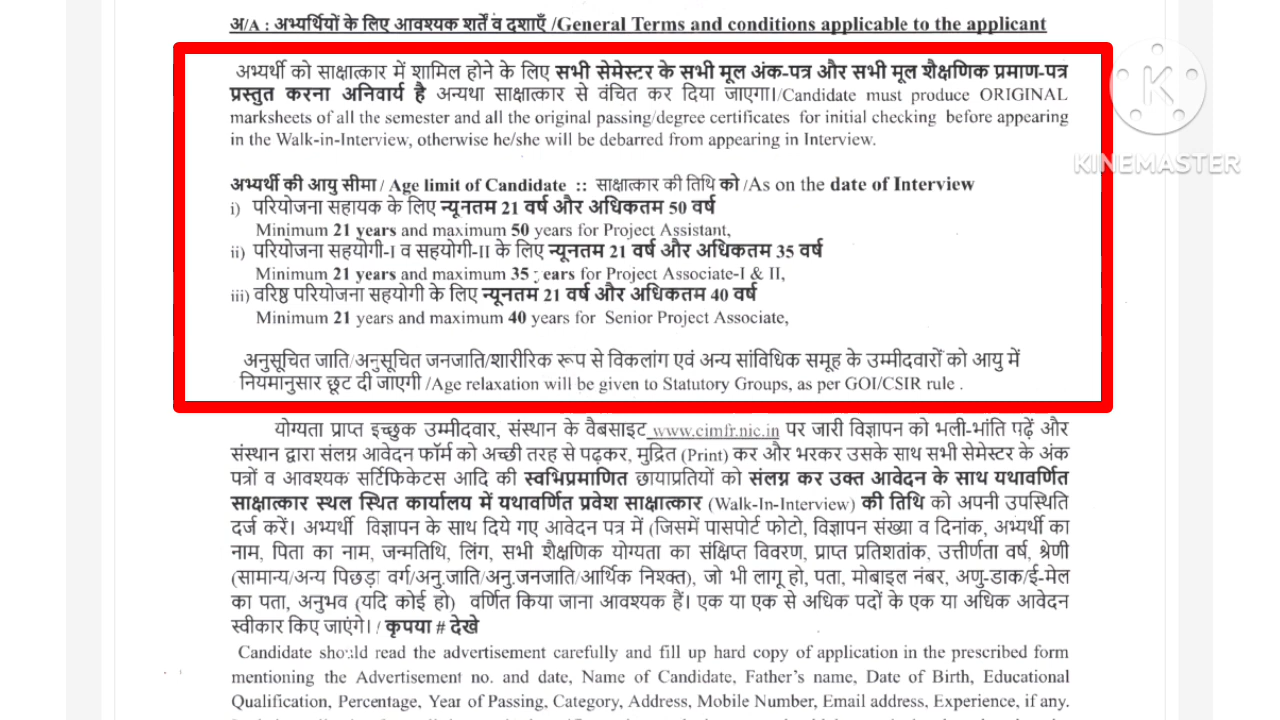 अ/A : अभ्यर्थियों के लिए आवश्यक शर्तें व दशाएँ /General Terms and conditions applicable to the applicant
अभ्यर्थी को साक्षात्कार में शामिल होने के लिए सभी सेमेस्टर के सभी मूल अंक-पत्र और सभी मूल शैक्षणिक प्रमाण-पत्र
प्रस्तुत करना अनिवार्य है अन्यथा साक्षात्कार से वंचित कर दिया जाएगा।/Candidate must produce ORIGINAL
marksheets of all the semester and all the original passing/degree certificates for initial checking before appearing
in the Walk-in-Interview, otherwise he/she will be debarred from appearing in Interview.
K
KINEMASTER
अभ्यर्थी की आयु सीमा / Age limit of Candidate :: साक्षात्कार की तिथि को /As on the date of Interview
i) परियोजना सहायक के लिए न्यूनतम 21 वर्ष और अधिकतम 50 वर्ष
Minimum 21 years and maximum 50 years for Project Assistant,
ii) परियोजना सहयोगी-I व सहयोगी-II के लिए न्यूनतम 21 वर्ष और अधिकतम 35 वर्ष
Minimum 21 years and maximum 35 ears for Project Associate-I & II,
iii) वरिष्ठ परियोजना सहयोगी के लिए न्यूनतम 21 वर्ष और अधिकतम 40 वर्ष
Minimum 21 years and maximum 40 years for Senior Project Associate,
अनुसूचित जाति/अनुसूचित जनजाति/शारीरिक रूप से विकलांग एवं अन्य सांविधिक समूह के उम्मीदवारों को आयु में
नियमानुसार छूट दी जाएगी /Age relaxation will be given to Statutory Groups, as per GOI/CSIR rule .
योग्यता प्राप्त इच्छुक उम्मीदवार, संस्थान के वैबसाइट www.cimfr.nic.in पर जारी विज्ञापन को भली-भांति पढ़ें और
संस्थान द्वारा संलग्न आवेदन फॉर्म को अच्छी तरह से पढ़कर, मुद्रित (Print) कर और भरकर उसके साथ सभी सेमेस्टर के अंक
पत्रों व आवश्यक सर्टिफिकेटस आदि की स्वभिप्रमाणित छायाप्रतियों को संलग्न कर उक्त आवेदन के साथ यथावर्णित
साक्षात्कार स्थल स्थित कार्यालय में यथावर्णित प्रवेश साक्षात्कार (Walk-In-Interview) की तिथि को अपनी उपस्थिति
दर्ज करें। अभ्यर्थी विज्ञापन के साथ दिये गए आवेदन पत्र में (जिसमें पासपोर्ट फोटो, विज्ञापन संख्या व दिनांक, अभ्यर्थी का
नाम, पिता का नाम, जन्मतिथि, लिंग, सभी शैक्षणिक योग्यता का संक्षिप्त विवरण, प्राप्त प्रतिशतांक, उत्तीर्णता वर्ष, श्रेणी
(सामान्य/अन्य पिछड़ा वर्ग/अनु.जाति/अनु.जनजाति/आर्थिक निश्क्त), जो भी लागू हो, पता, मोबाइल नंबर, अणु-डाक/ई-मेल
का पता, अनुभव (यदि कोई हो) वर्णित किया जाना आवश्यक हैं। एक या एक से अधिक पदों के एक या अधिक आवेदन
स्वीकार किए जाएंगे। / कृपया # देखे
Candidate should read the advertisement carefully and fill up hard copy of application in the prescribed form
mentioning the Advertisement no. and date, Name of Candidate, Father's name, Date of Birth, Educational
Qualification, Percentage, Year of Passing, Category, Address, Mobile Number, Email address, Experience, if any.